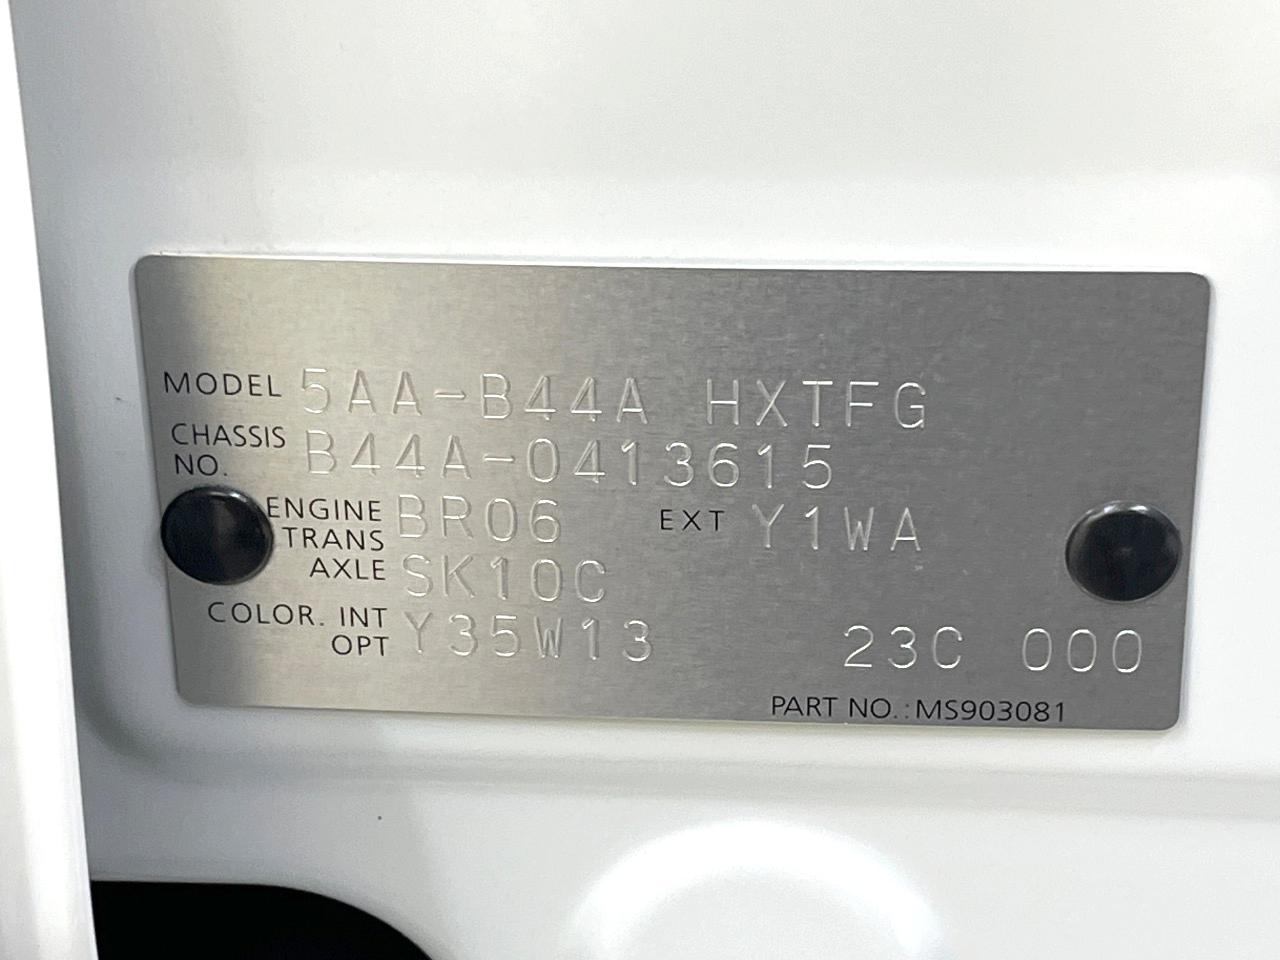 MODEL 5AA-B44A HXTFG
CHASSIS NO. B44A-0413615
ENGINE BR06 EXT Y1WA
TRANS
AXLE SK10C
COLOR. INT
OPT Y35W13 23C 000
PART NO.:MS903081